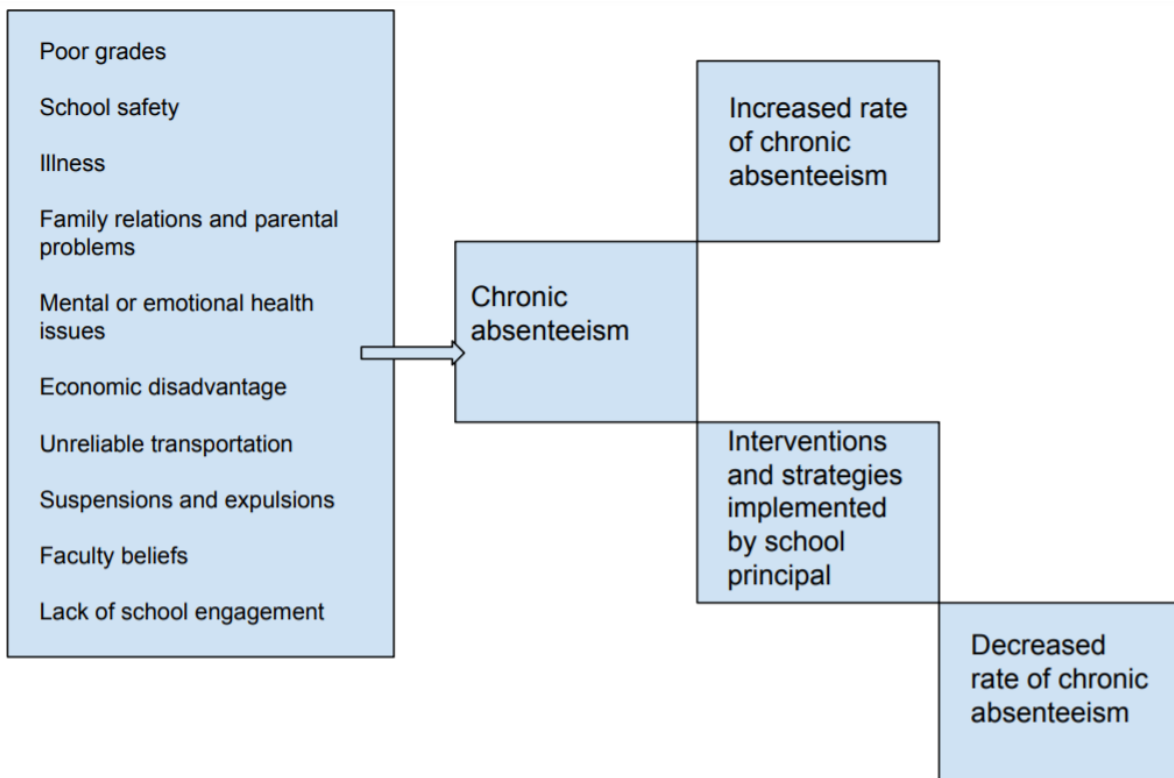 Poor grades
School safety
Illness
Family relations and parental
problems
Mental or emotional health
issues
Economic disadvantage
Unreliable transportation
Suspensions and expulsions
Faculty beliefs
Lack of school engagement
Chronic
absenteeism
Increased rate
of chronic
absenteeism
Interventions
and strategies
implemented
by school
principal
Decreased
rate of chronic
absenteeism